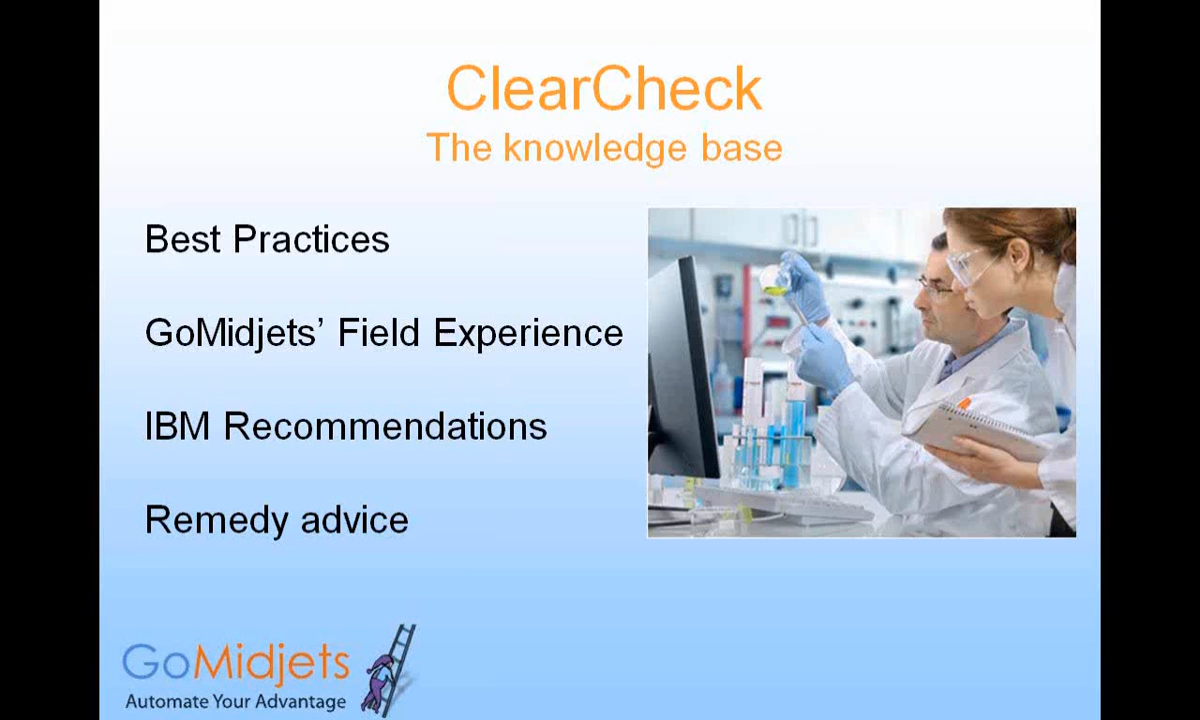 ClearCheck
The knowledge base
Best Practices
GoMidjets’ Field Experience
IBM Recommendations
Remedy advice
GoMidjets
Automate Your Advantage